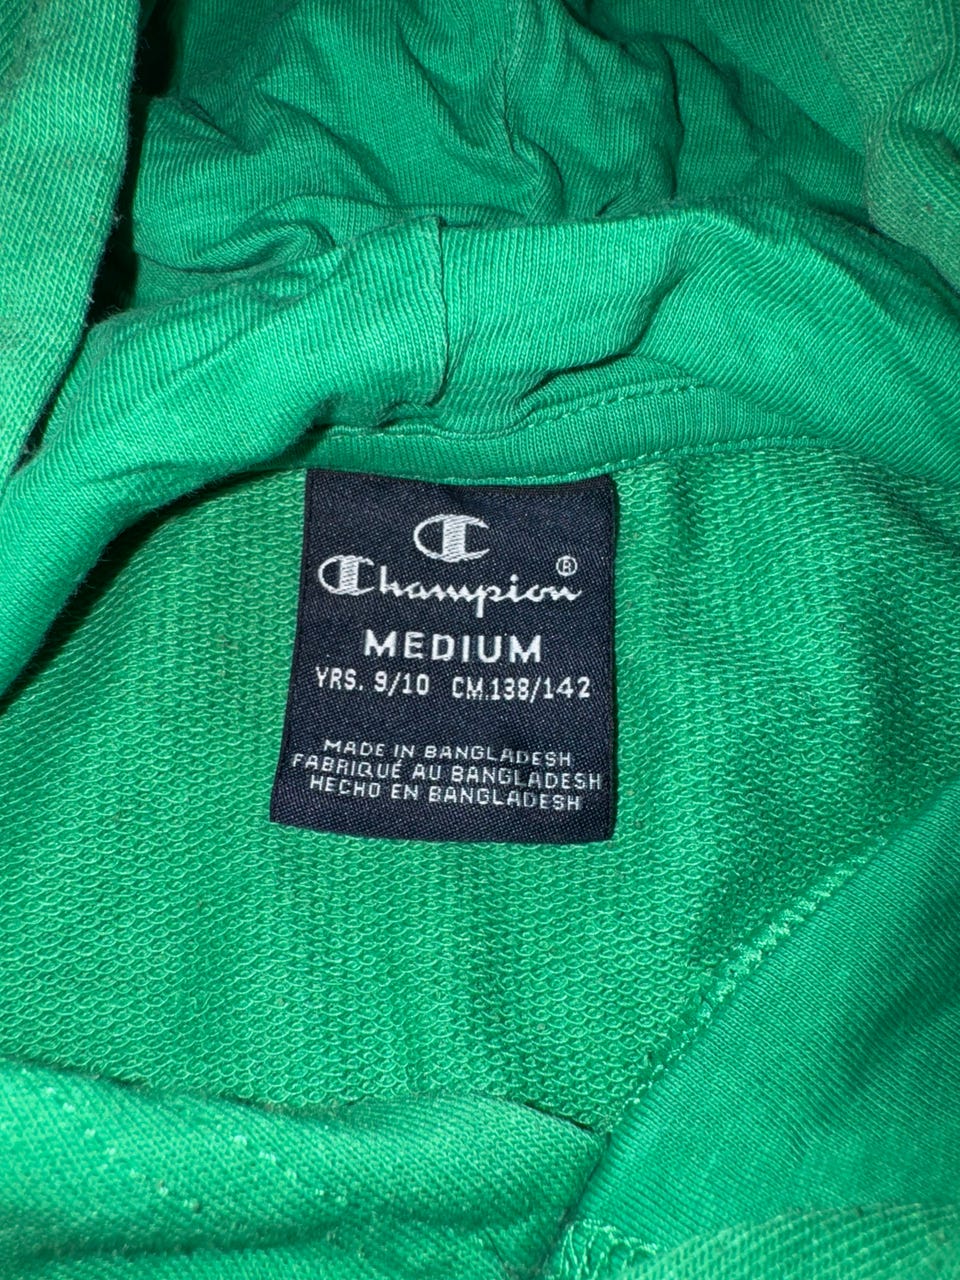 Champion®
MEDIUM
YRS. 9/10 CM.138/142
MADE IN BANGLADESH
FABRIQUÉ AU BANGLADESH
HECHO EN BANGLADESH